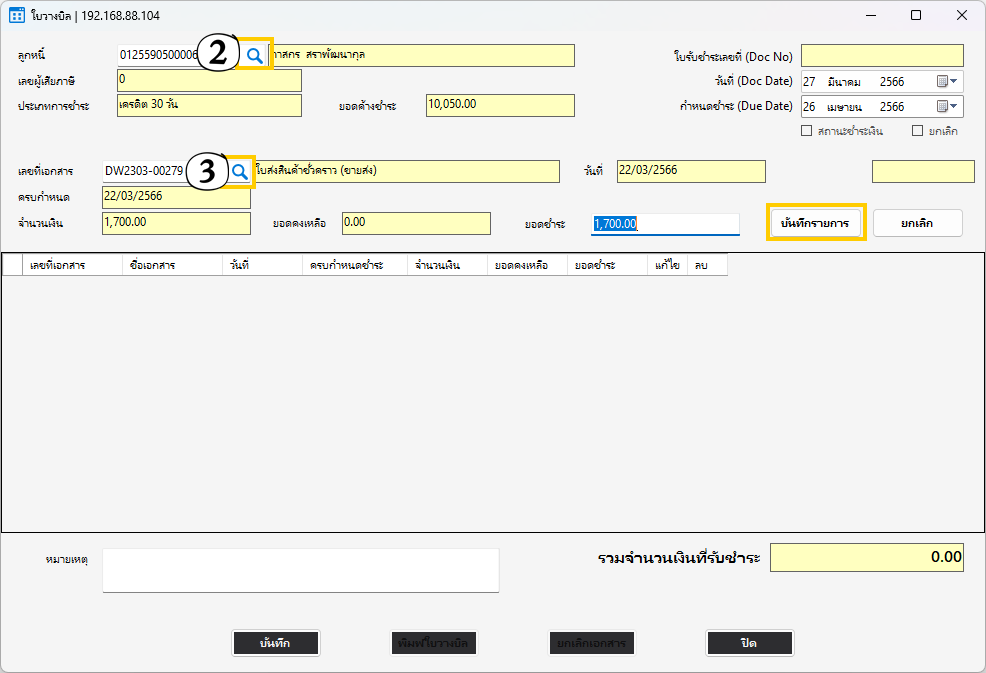 ใบวางบิล | 192.168.88.104
ลูกหนี้ 0125590500006 2 าสกร สราพัฒนากุล ใบรับชำระเลขที่ (Doc No)
เลขผู้เสียภาษี 0 วันที่ (Doc Date) 27 มีนาคม 2566
ประเภทการชำระ เครดิต 30 วัน ยอดค้างชำระ 10,050.00 กำหนดชำระ (Due Date) 26 เมษายน 2566
สถานะชำระเงิน ยกเลิก
เลขที่เอกสาร DW2303-00279 3 ใบส่งสินค้าชั่วคราว (ขายส่ง) วันที่ 22/03/2566
ครบกำหนด 22/03/2566
จำนวนเงิน 1,700.00 ยอดคงเหลือ 0.00 ยอดชำระ 1,700.00 บันทึกรายการ ยกเลิก
เลขที่เอกสาร ชื่อเอกสาร วันที่ ครบกำหนดชำระ จำนวนเงิน ยอดคงเหลือ ยอดชำระ แก้ไข ลบ
หมายเหตุ รวมจำนวนเงินที่รับชำระ 0.00
บันทึก พิมพ์ใบวางบิล ยกเลิกเอกสาร ปิด